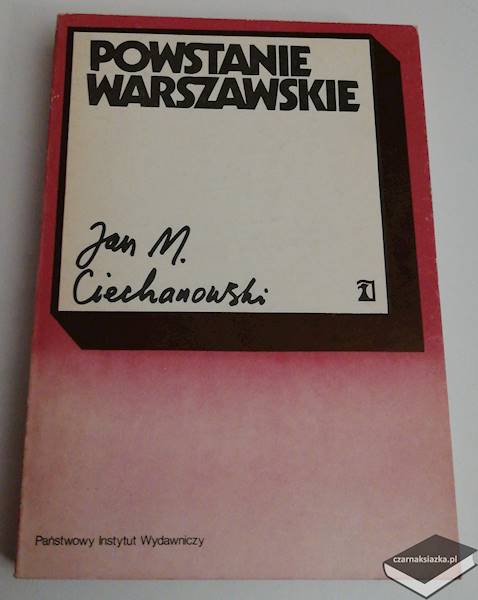 POWSTANIE
WARSZAWSKIE
Jan M.
Ciechanowski
Państwowy Instytut Wydawniczy
czarnaksiazka.pl